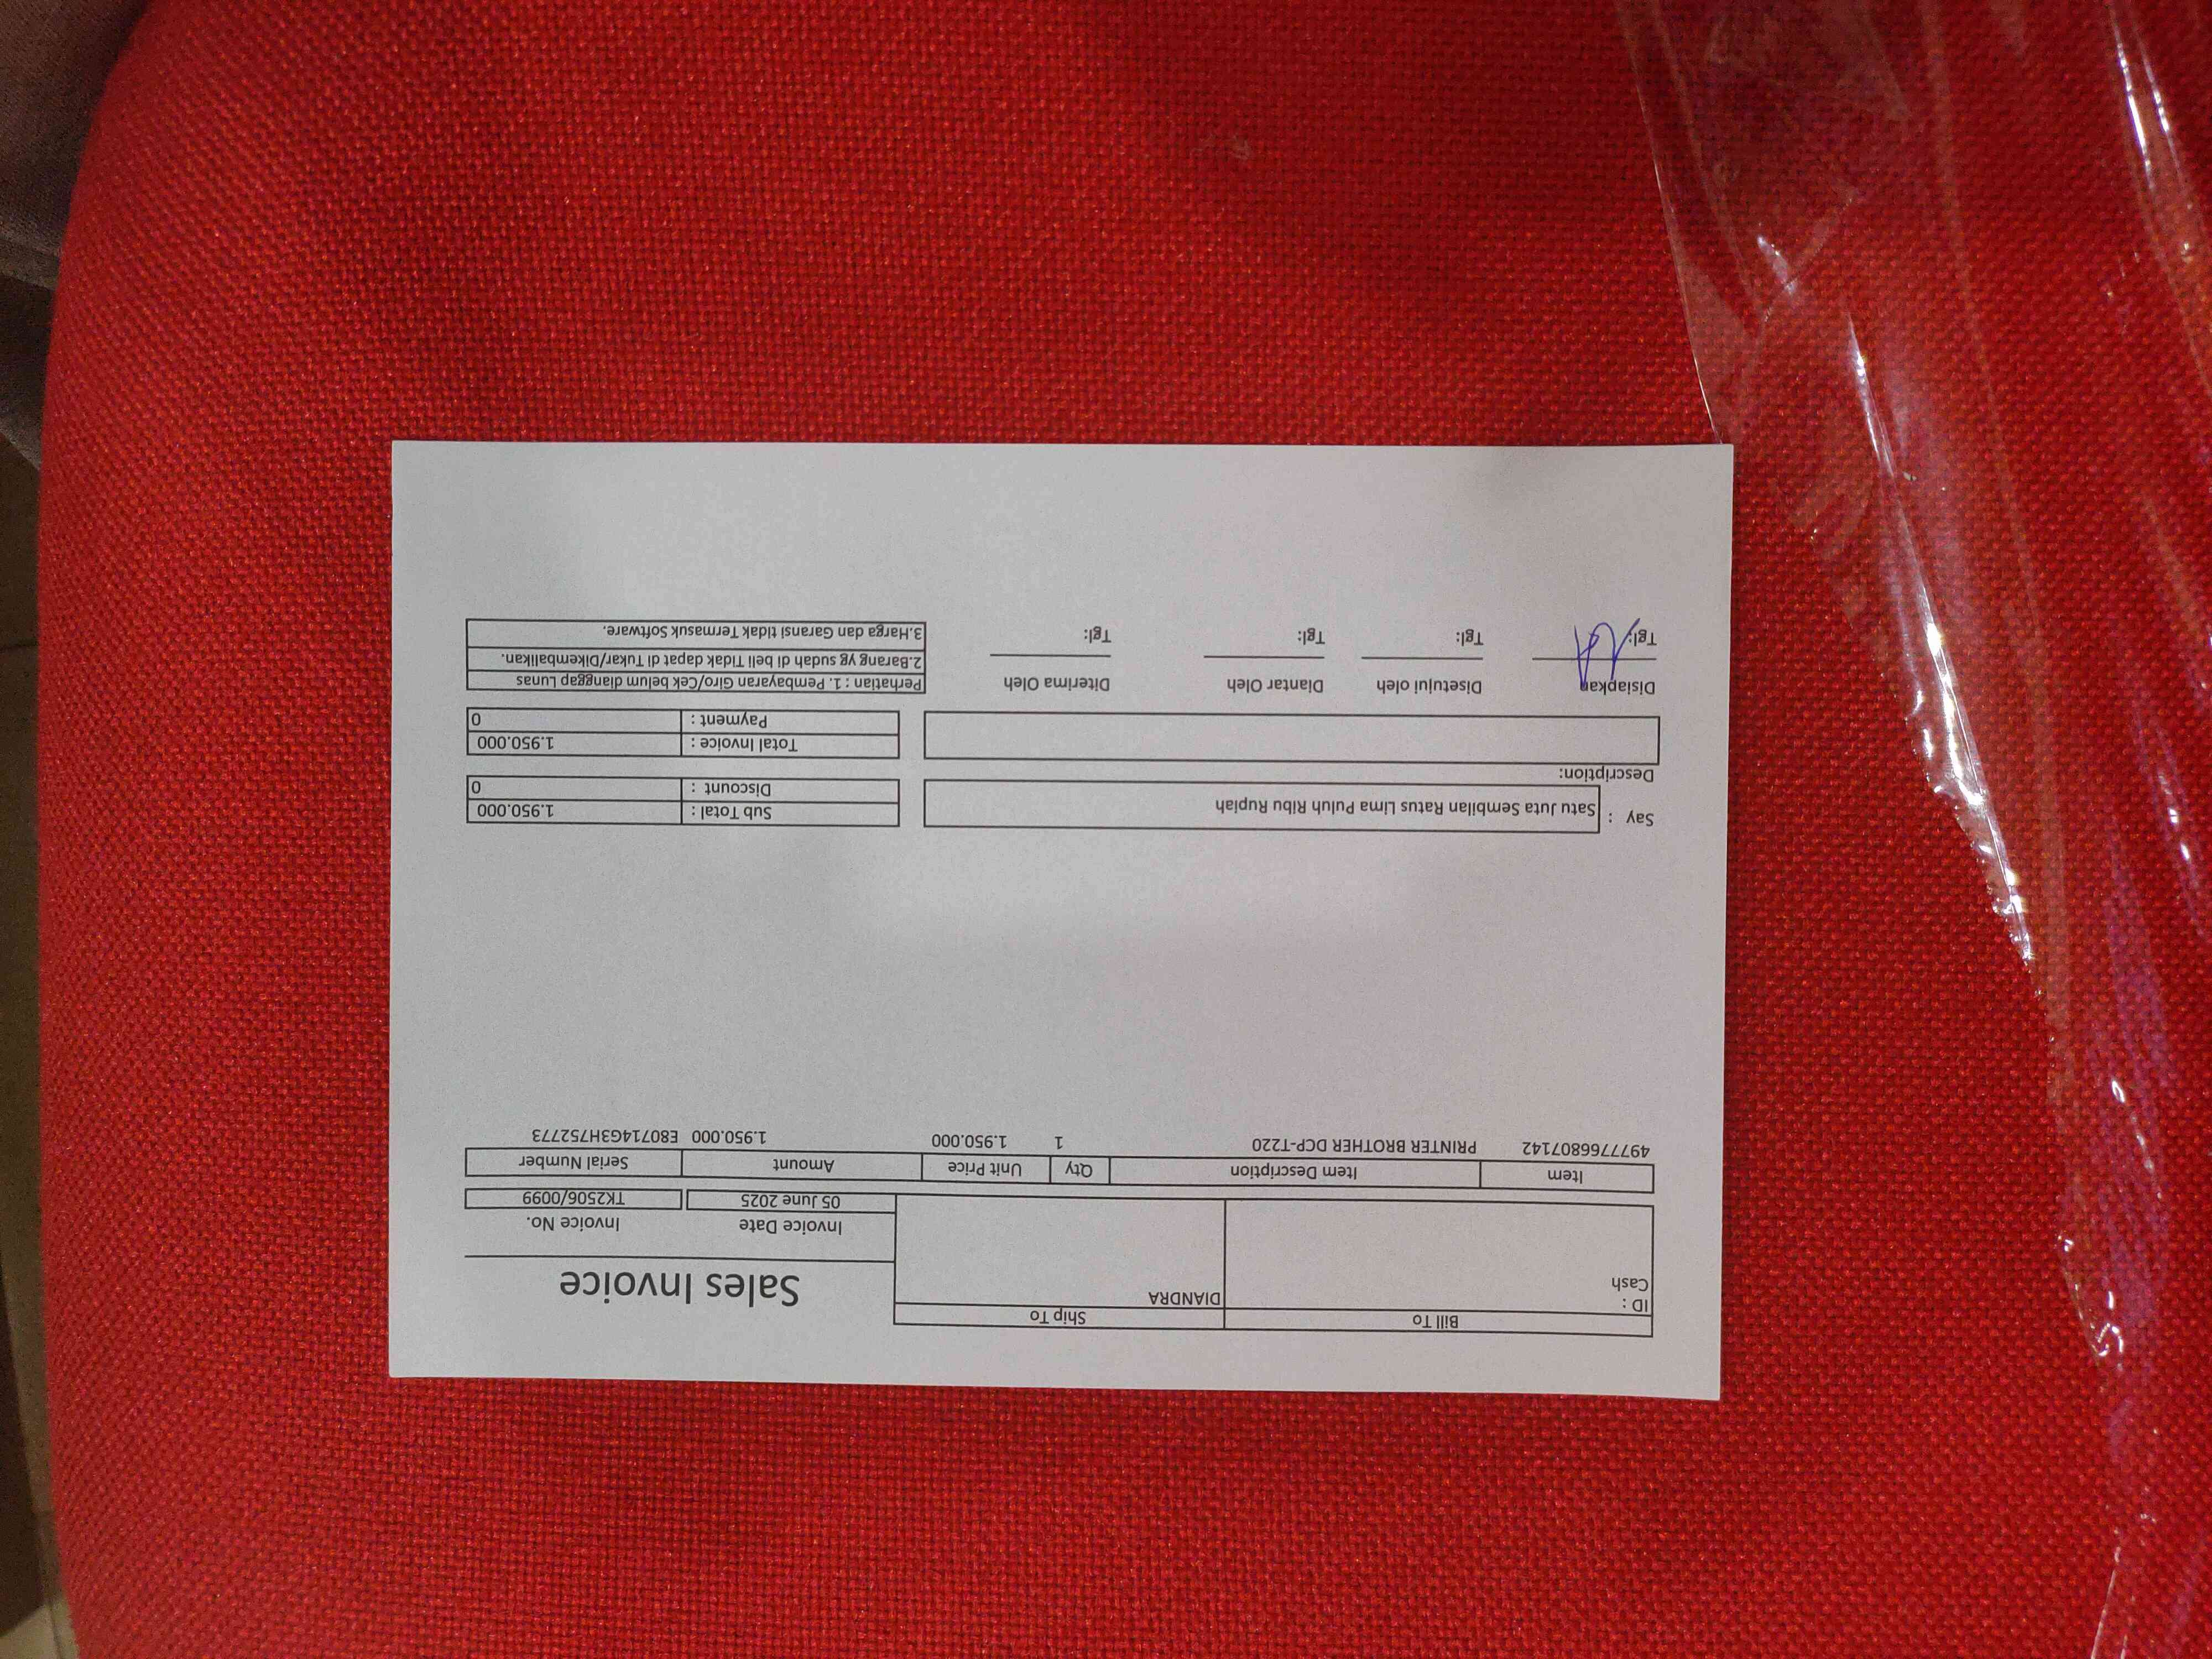 Bill To
Ship To
ID :
Cash
DIANDRA
Sales Invoice
Invoice Date
Invoice No.
05 June 2025
TK2506/0099
Item
Item Description
Qty
Unit Price
Amount
Serial Number
4977766807142
PRINTER BROTHER DCP-T220
1
1.950.000
1.950.000
E80714G3H752773
Say :
Satu Juta Sembilan Ratus Lima Puluh Ribu Rupiah
Sub Total :
1.950.000
Discount :
0
Description:
Total Invoice :
1.950.000
Payment :
0
Disiapkan
Disetujui oleh
Diantar Oleh
Diterima Oleh
Tgl:
Tgl:
Tgl:
Tgl:
Perhatian : 1. Pembayaran Giro/Cek belum dianggap Lunas
2.Barang yg sudah di beli Tidak dapat di Tukar/Dikembalikan.
3.Harga dan Garansi tidak Termasuk Software.